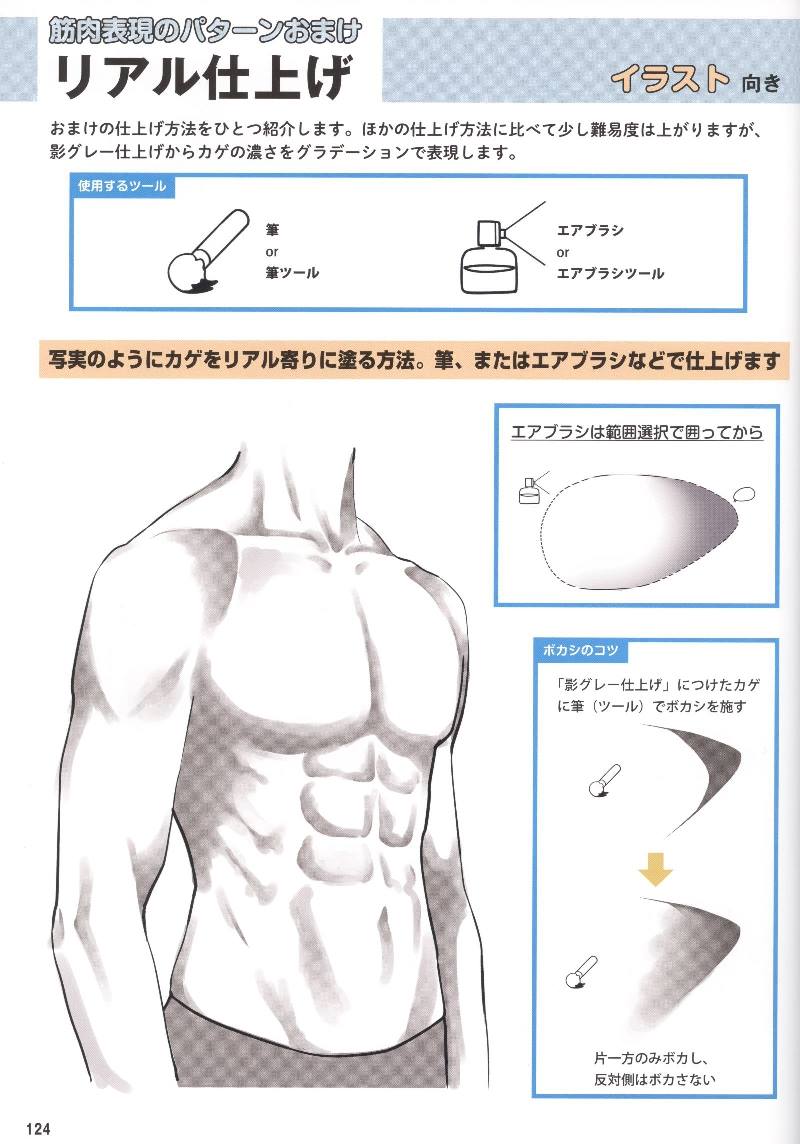 筋肉表現のパターンおまけ
リアル仕上げ
イラスト 向き
おまけの仕上げ方法をひとつ紹介します。ほかの仕上げ方法に比べて少し難易度は上がりますが、
影グレー仕上げからカゲの濃さをグラデーションで表現します。
使用するツール
筆
or
筆ツール
エアブラシ
or
エアブラシツール
写実のようにカゲをリアル寄りに塗る方法。筆、またはエアブラシなどで仕上げます
エアブラシは範囲選択で囲ってから
ボカシのコツ
「影グレー仕上げ」につけたカゲ
に筆（ツール）でボカシを施す
片一方のみボカし、
反対側はボカさない
124